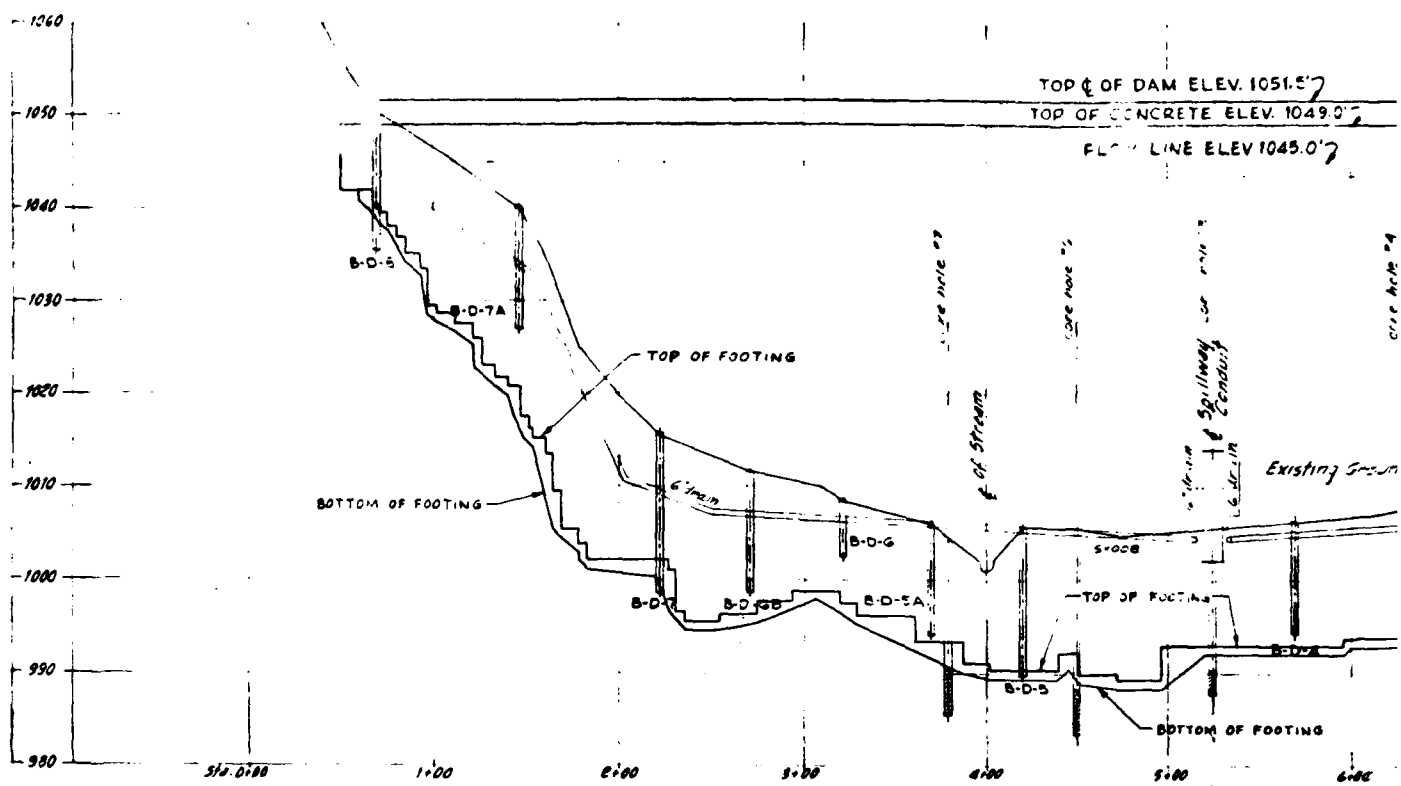 1060
1050
1040
1030
1020
1010
1000
990
980
TOP ℄ OF DAM ELEV. 1051.5'
TOP OF CONCRETE ELEV. 1049.0'
LINE ELEV 1045.0'
B-D-7A
TOP OF FOOTING
BOTTOM OF FOOTING
6" drain
℄ Of Stream
℄ Spillway
Conduit
6" drain
hole #4
Existing
B-D-7
B-D-6B
B-D-6
B-D-5A
B-D-5
TOP OF FOOTING
B-D-4
BOTTOM OF FOOTING
Sta. 0+00
1+00
2+00
3+00
4+00
5+00
6+00